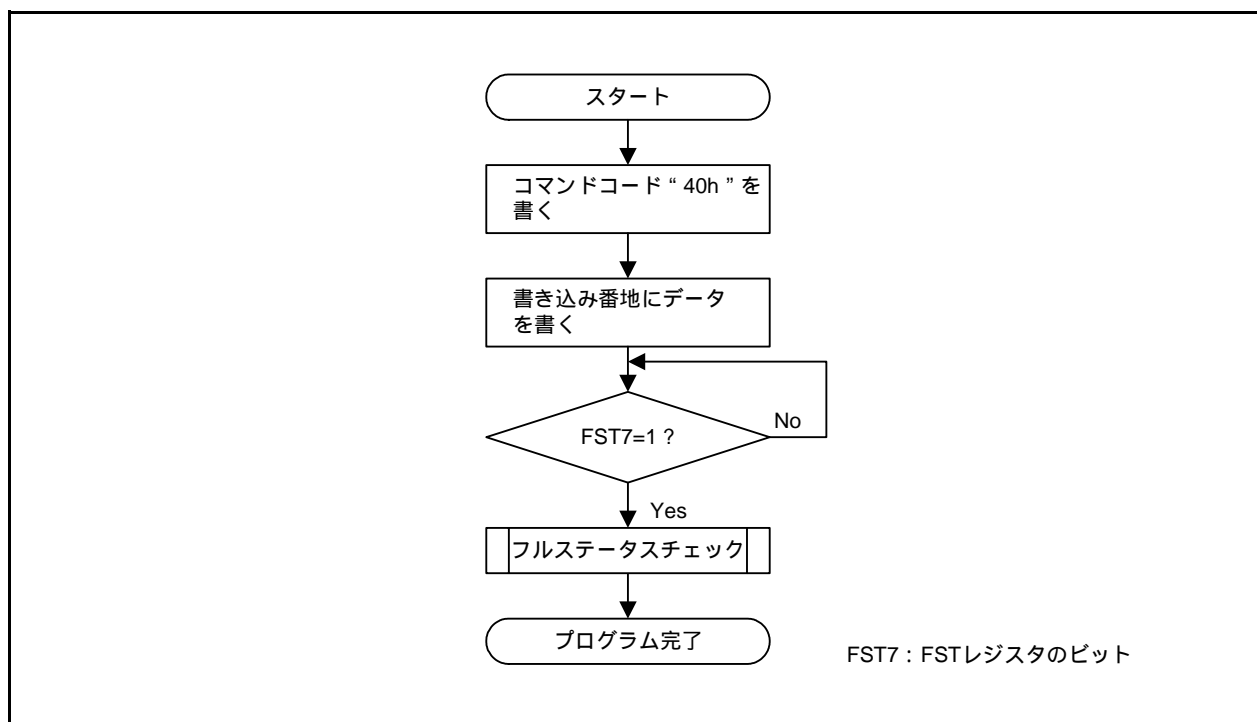 スタート
コマンドコード “ 40h ” を
書く
書き込み番地にデータ
を書く
FST7=1 ?
No
Yes
フルステータスチェック
プログラム完了
FST7 : FSTレジスタのビット